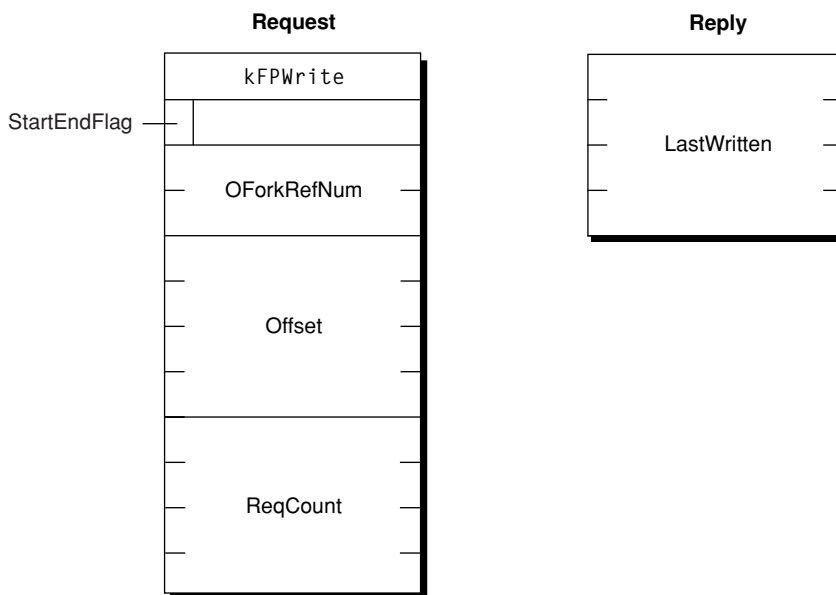 Request
kFPWrite
StartEndFlag
OForkRefNum
Offset
ReqCount
Reply
LastWritten